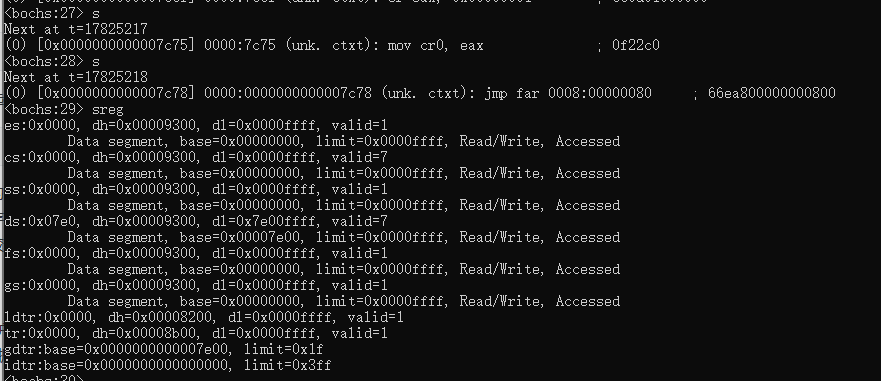 <bochs:27> s
Next at t=17825217
(0) [0x0000000000007c75] 0000:7c75 (unk. ctxt): mov cr0, eax ; 0f22c0
<bochs:28> s
Next at t=17825218
(0) [0x0000000000007c78] 0000:0000000000007c78 (unk. ctxt): jmp far 0008:00000080 ; 66ea800000000800
<bochs:29> sreg
es:0x0000, dh=0x00009300, dl=0x0000ffff, valid=1
Data segment, base=0x00000000, limit=0x0000ffff, Read/Write, Accessed
cs:0x0000, dh=0x00009300, dl=0x0000ffff, valid=7
Data segment, base=0x00000000, limit=0x0000ffff, Read/Write, Accessed
ss:0x0000, dh=0x00009300, dl=0x0000ffff, valid=1
Data segment, base=0x00000000, limit=0x0000ffff, Read/Write, Accessed
ds:0x07e0, dh=0x00009300, dl=0x7e00ffff, valid=7
Data segment, base=0x00007e00, limit=0x0000ffff, Read/Write, Accessed
fs:0x0000, dh=0x00009300, dl=0x0000ffff, valid=1
Data segment, base=0x00000000, limit=0x0000ffff, Read/Write, Accessed
gs:0x0000, dh=0x00009300, dl=0x0000ffff, valid=1
Data segment, base=0x00000000, limit=0x0000ffff, Read/Write, Accessed
ldtr:0x0000, dh=0x00008200, dl=0x0000ffff, valid=1
tr:0x0000, dh=0x00008b00, dl=0x0000ffff, valid=1
gdtr:base=0x0000000000007e00, limit=0x1f
idtr:base=0x0000000000000000, limit=0x3ff
<bochs:30>